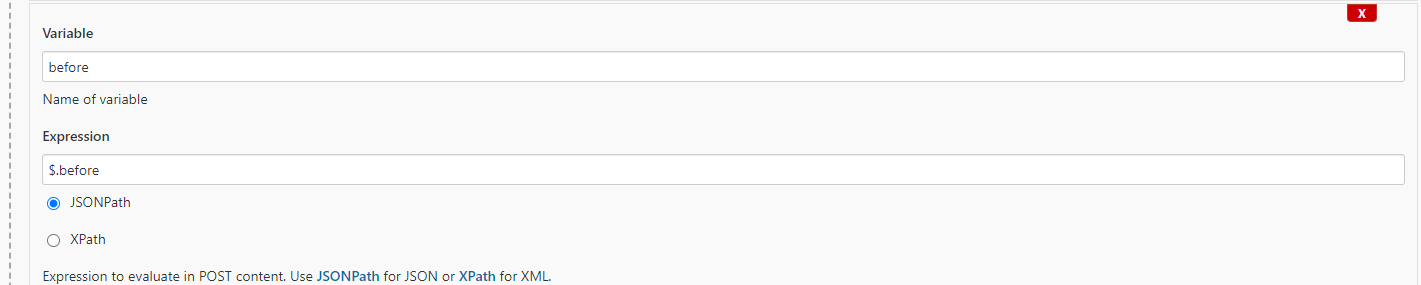 X
Variable
before
Name of variable
Expression
$.before
JSONPath
XPath
Expression to evaluate in POST content. Use JSONPath for JSON or XPath for XML.